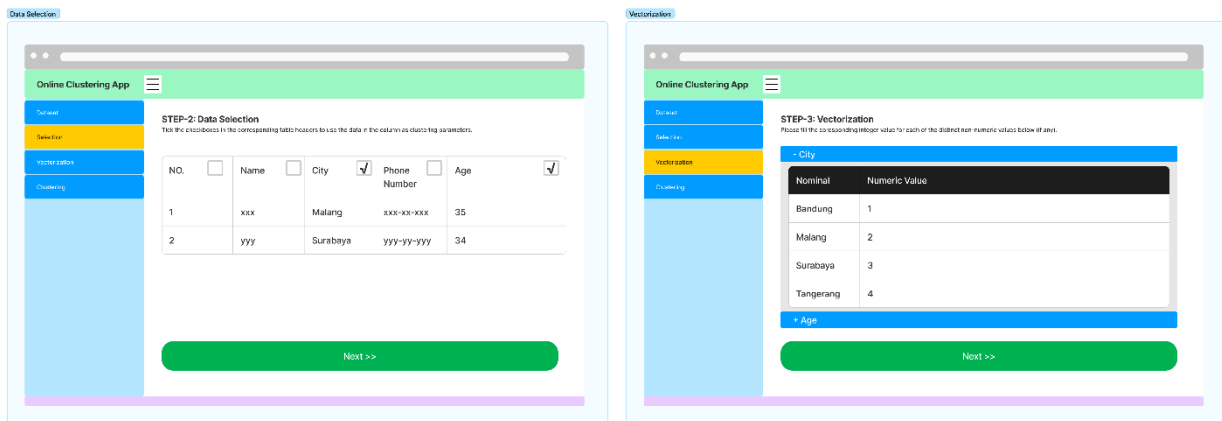 Data Selection
Online Clustering App
Dataset
Selection
Vectorization
Clustering
STEP-2: Data Selection
Tick the checkboxes in the corresponding table headers to use the data in the column as clustering parameters.
NO. Name City √ Phone Number Age √
1 xxx Malang xxx-xx-xxx 35
2 yyy Surabaya yyy-yy-yyy 34
Next >>
Vectorization
Online Clustering App
Dataset
Selection
Vectorization
Clustering
STEP-3: Vectorization
Please fill the corresponding integer value for each of the distinct non-numeric values below (if any).
- City
Nominal Numeric Value
Bandung 1
Malang 2
Surabaya 3
Tangerang 4
+ Age
Next >>